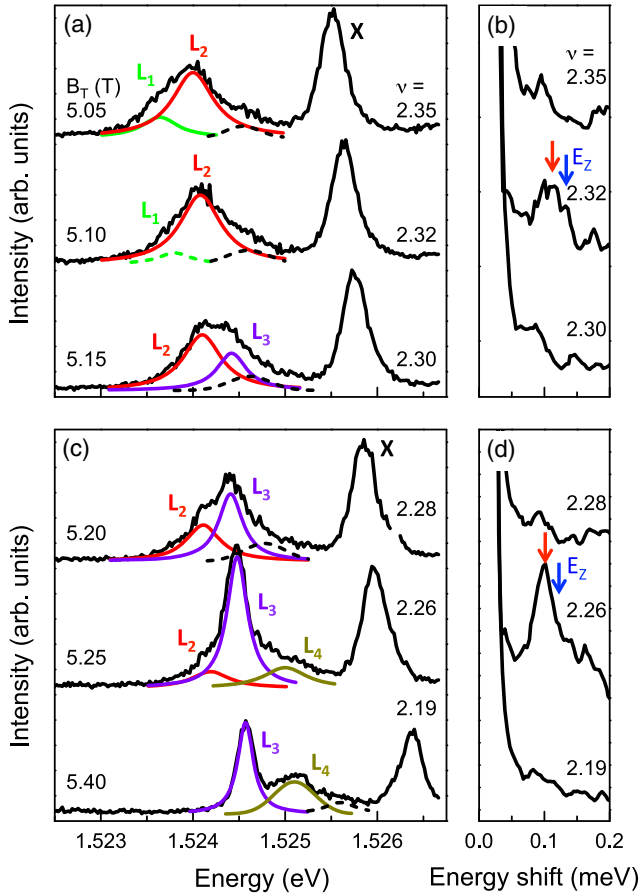 (a)
L₂
X
L₁
B_T (T)
ν =
5.05
2.35
L₂
L₁
5.10
2.32
L₂
L₃
5.15
2.30
Intensity (arb. units)
(b)
ν =
2.35
E_Z
2.32
2.30
(c)
X
L₂
L₃
5.20
2.28
L₃
L₂
L₄
5.25
2.26
L₃
L₄
5.40
2.19
Intensity (arb. units)
1.523 1.524 1.525 1.526
Energy (eV)
(d)
2.28
E_Z
2.26
2.19
0.0 0.1 0.2
Energy shift (meV)